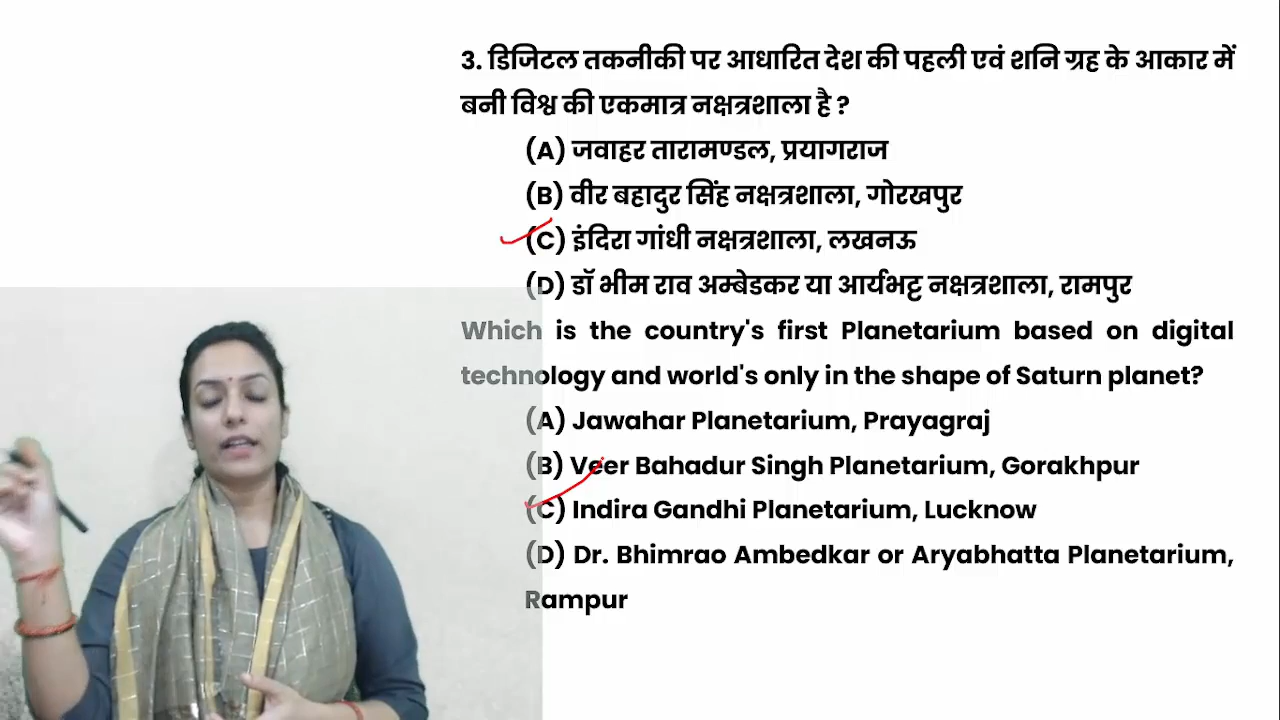 3. डिजिटल तकनीकी पर आधारित देश की पहली एवं शनि ग्रह के आकार में
बनी विश्व की एकमात्र नक्षत्रशाला है ?
(A) जवाहर तारामण्डल, प्रयागराज
(B) वीर बहादुर सिंह नक्षत्रशाला, गोरखपुर
(C) इंदिरा गांधी नक्षत्रशाला, लखनऊ
(D) डॉ भीम राव अम्बेडकर या आर्यभट्ट नक्षत्रशाला, रामपुर
Which is the country's first Planetarium based on digital
technology and world's only in the shape of Saturn planet?
(A) Jawahar Planetarium, Prayagraj
(B) Veer Bahadur Singh Planetarium, Gorakhpur
(C) Indira Gandhi Planetarium, Lucknow
(D) Dr. Bhimrao Ambedkar or Aryabhatta Planetarium,
Rampur